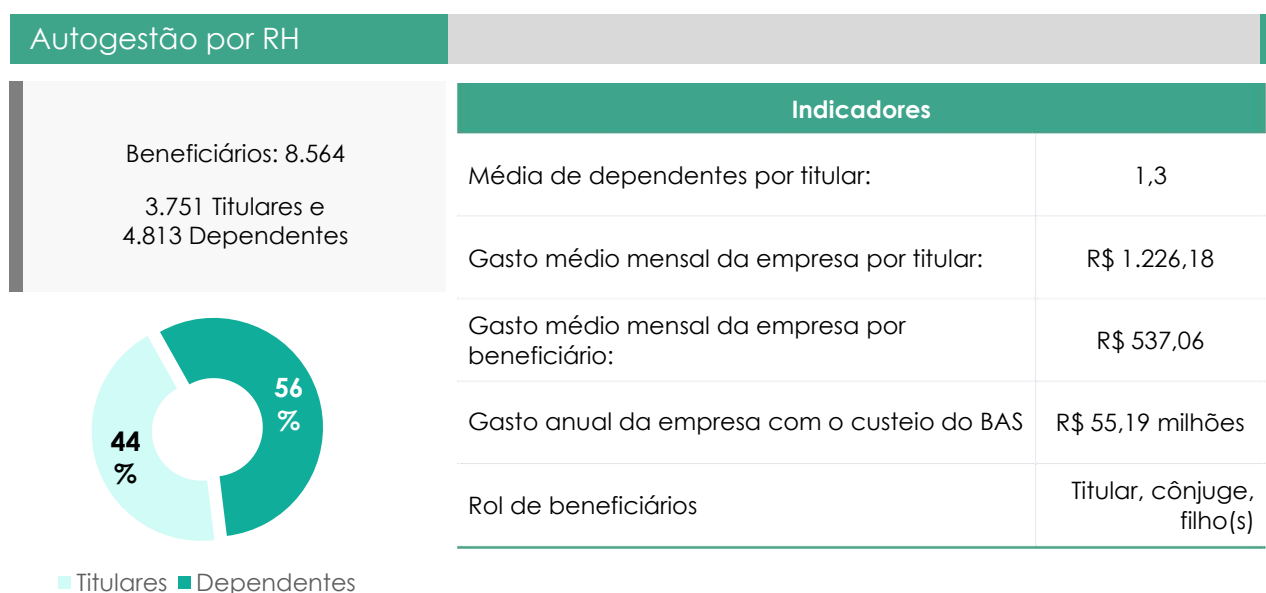 Autogestão por RH
Beneficiários: 8.564
3.751 Titulares e
4.813 Dependentes
56
%
44
%
Titulares Dependentes
Indicadores
Média de dependentes por titular: 1,3
Gasto médio mensal da empresa por titular: R$ 1.226,18
Gasto médio mensal da empresa por
beneficiário: R$ 537,06
Gasto anual da empresa com o custeio do BAS R$ 55,19 milhões
Rol de beneficiários Titular, cônjuge,
filho(s)